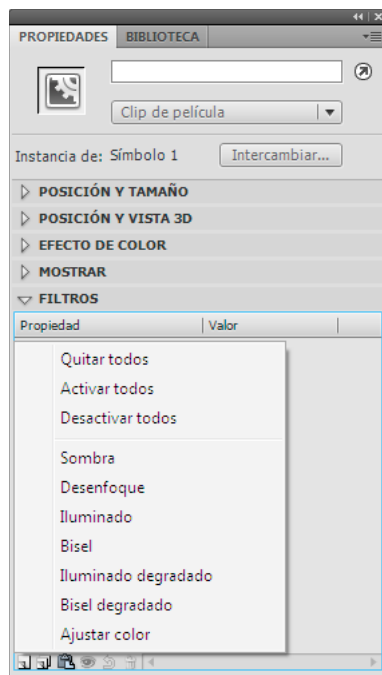 PROPIEDADES BIBLIOTECA
Clip de película
Instancia de: Símbolo 1 Intercambiar...
POSICIÓN Y TAMAÑO
POSICIÓN Y VISTA 3D
EFECTO DE COLOR
MOSTRAR
FILTROS
Propiedad Valor
Quitar todos
Activar todos
Desactivar todos
Sombra
Desenfoque
Iluminado
Bisel
Iluminado degradado
Bisel degradado
Ajustar color